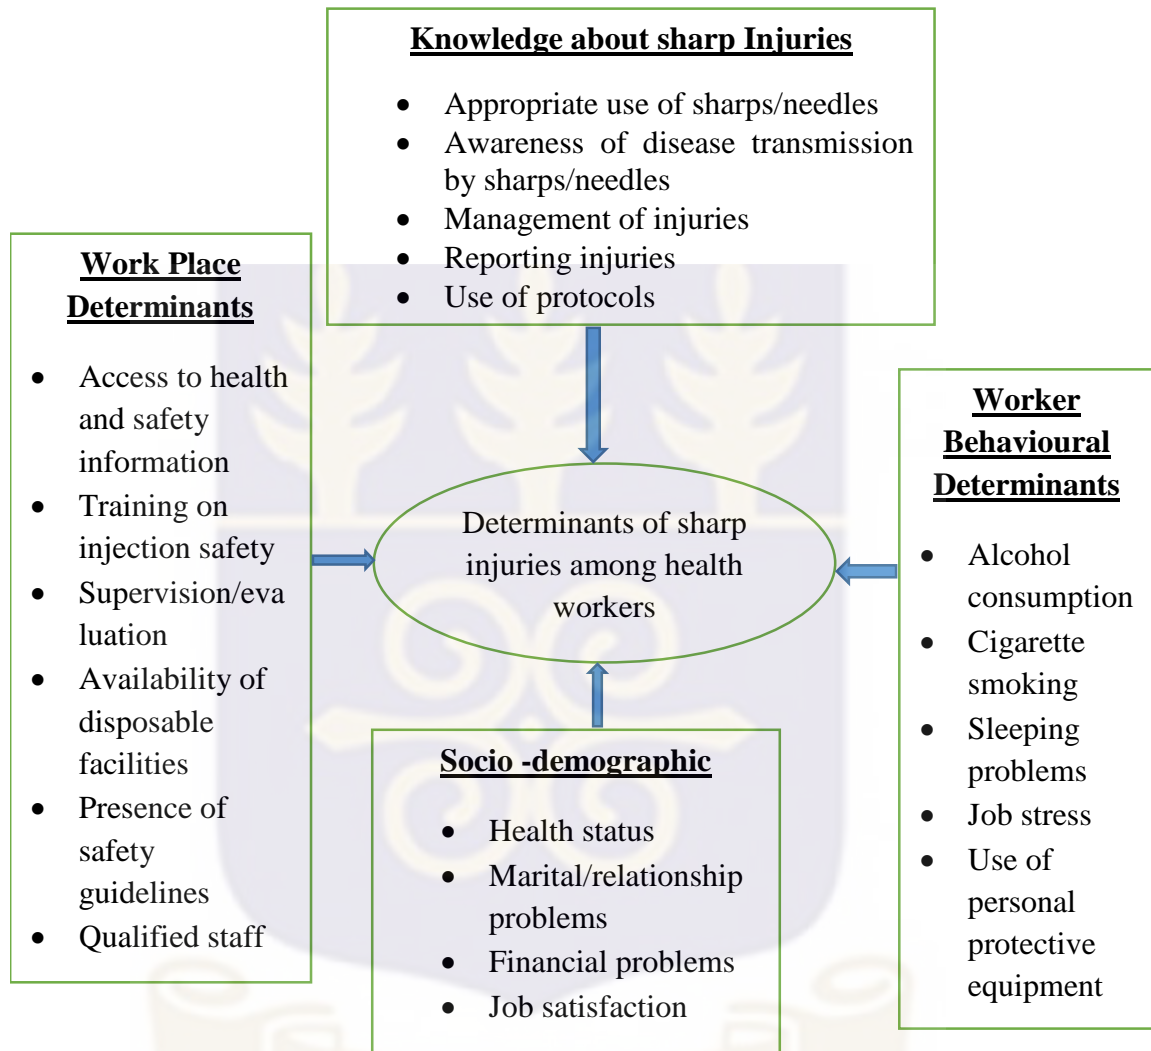 Knowledge about sharp Injuries
• Appropriate use of sharps/needles
• Awareness of disease transmission
by sharps/needles
• Management of injuries
• Reporting injuries
• Use of protocols
Work Place
Determinants
• Access to health
and safety
information
• Training on
injection safety
• Supervision/eva
luation
• Availability of
disposable
facilities
• Presence of
safety
guidelines
• Qualified staff
Determinants of sharp
injuries among health
workers
Worker
Behavioural
Determinants
• Alcohol
consumption
• Cigarette
smoking
• Sleeping
problems
• Job stress
• Use of
personal
protective
equipment
Socio -demographic
• Health status
• Marital/relationship
problems
• Financial problems
• Job satisfaction